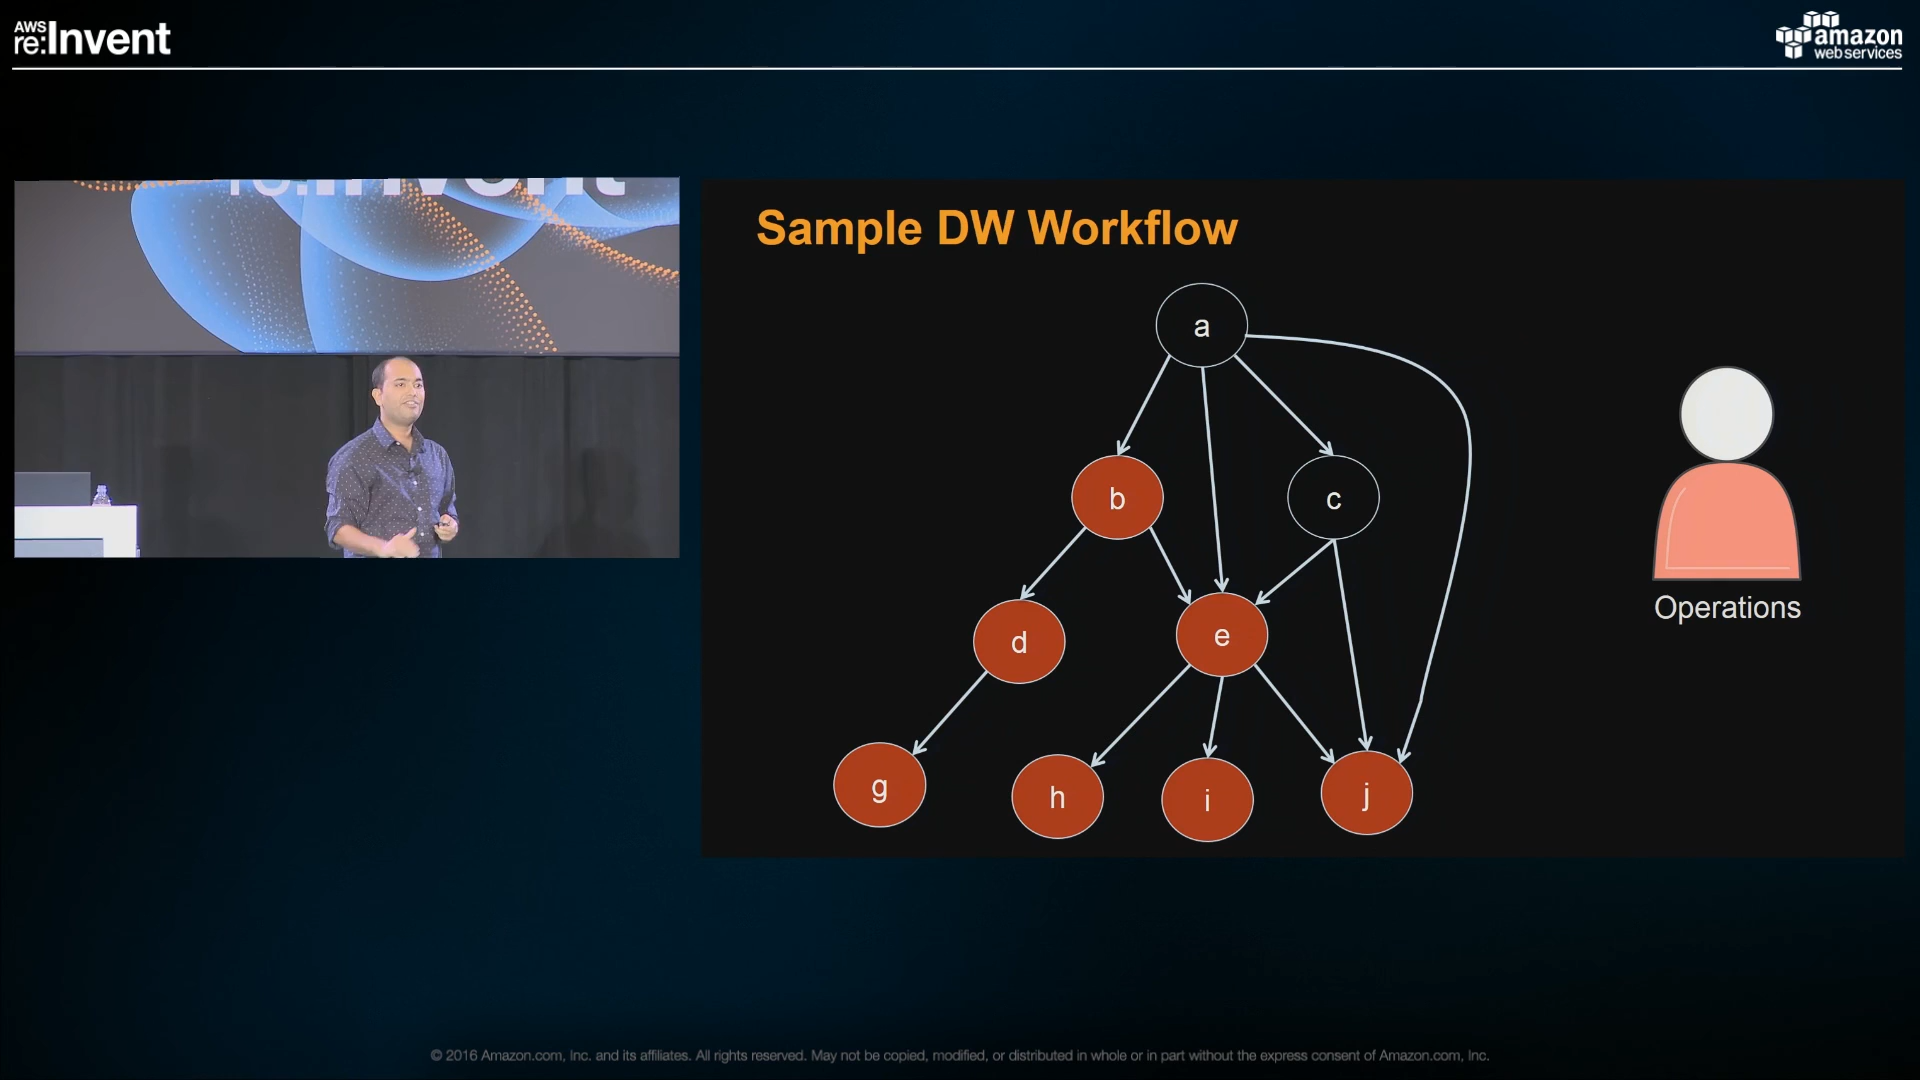 AWS
re:Invent
amazon
web services
re:Invent
Sample DW Workflow
a
b
c
d
e
g
h
i
j
Operations
© 2016 Amazon.com, Inc. and its affiliates. All rights reserved. May not be copied, modified, or distributed in whole or in part without the express consent of Amazon.com, Inc.